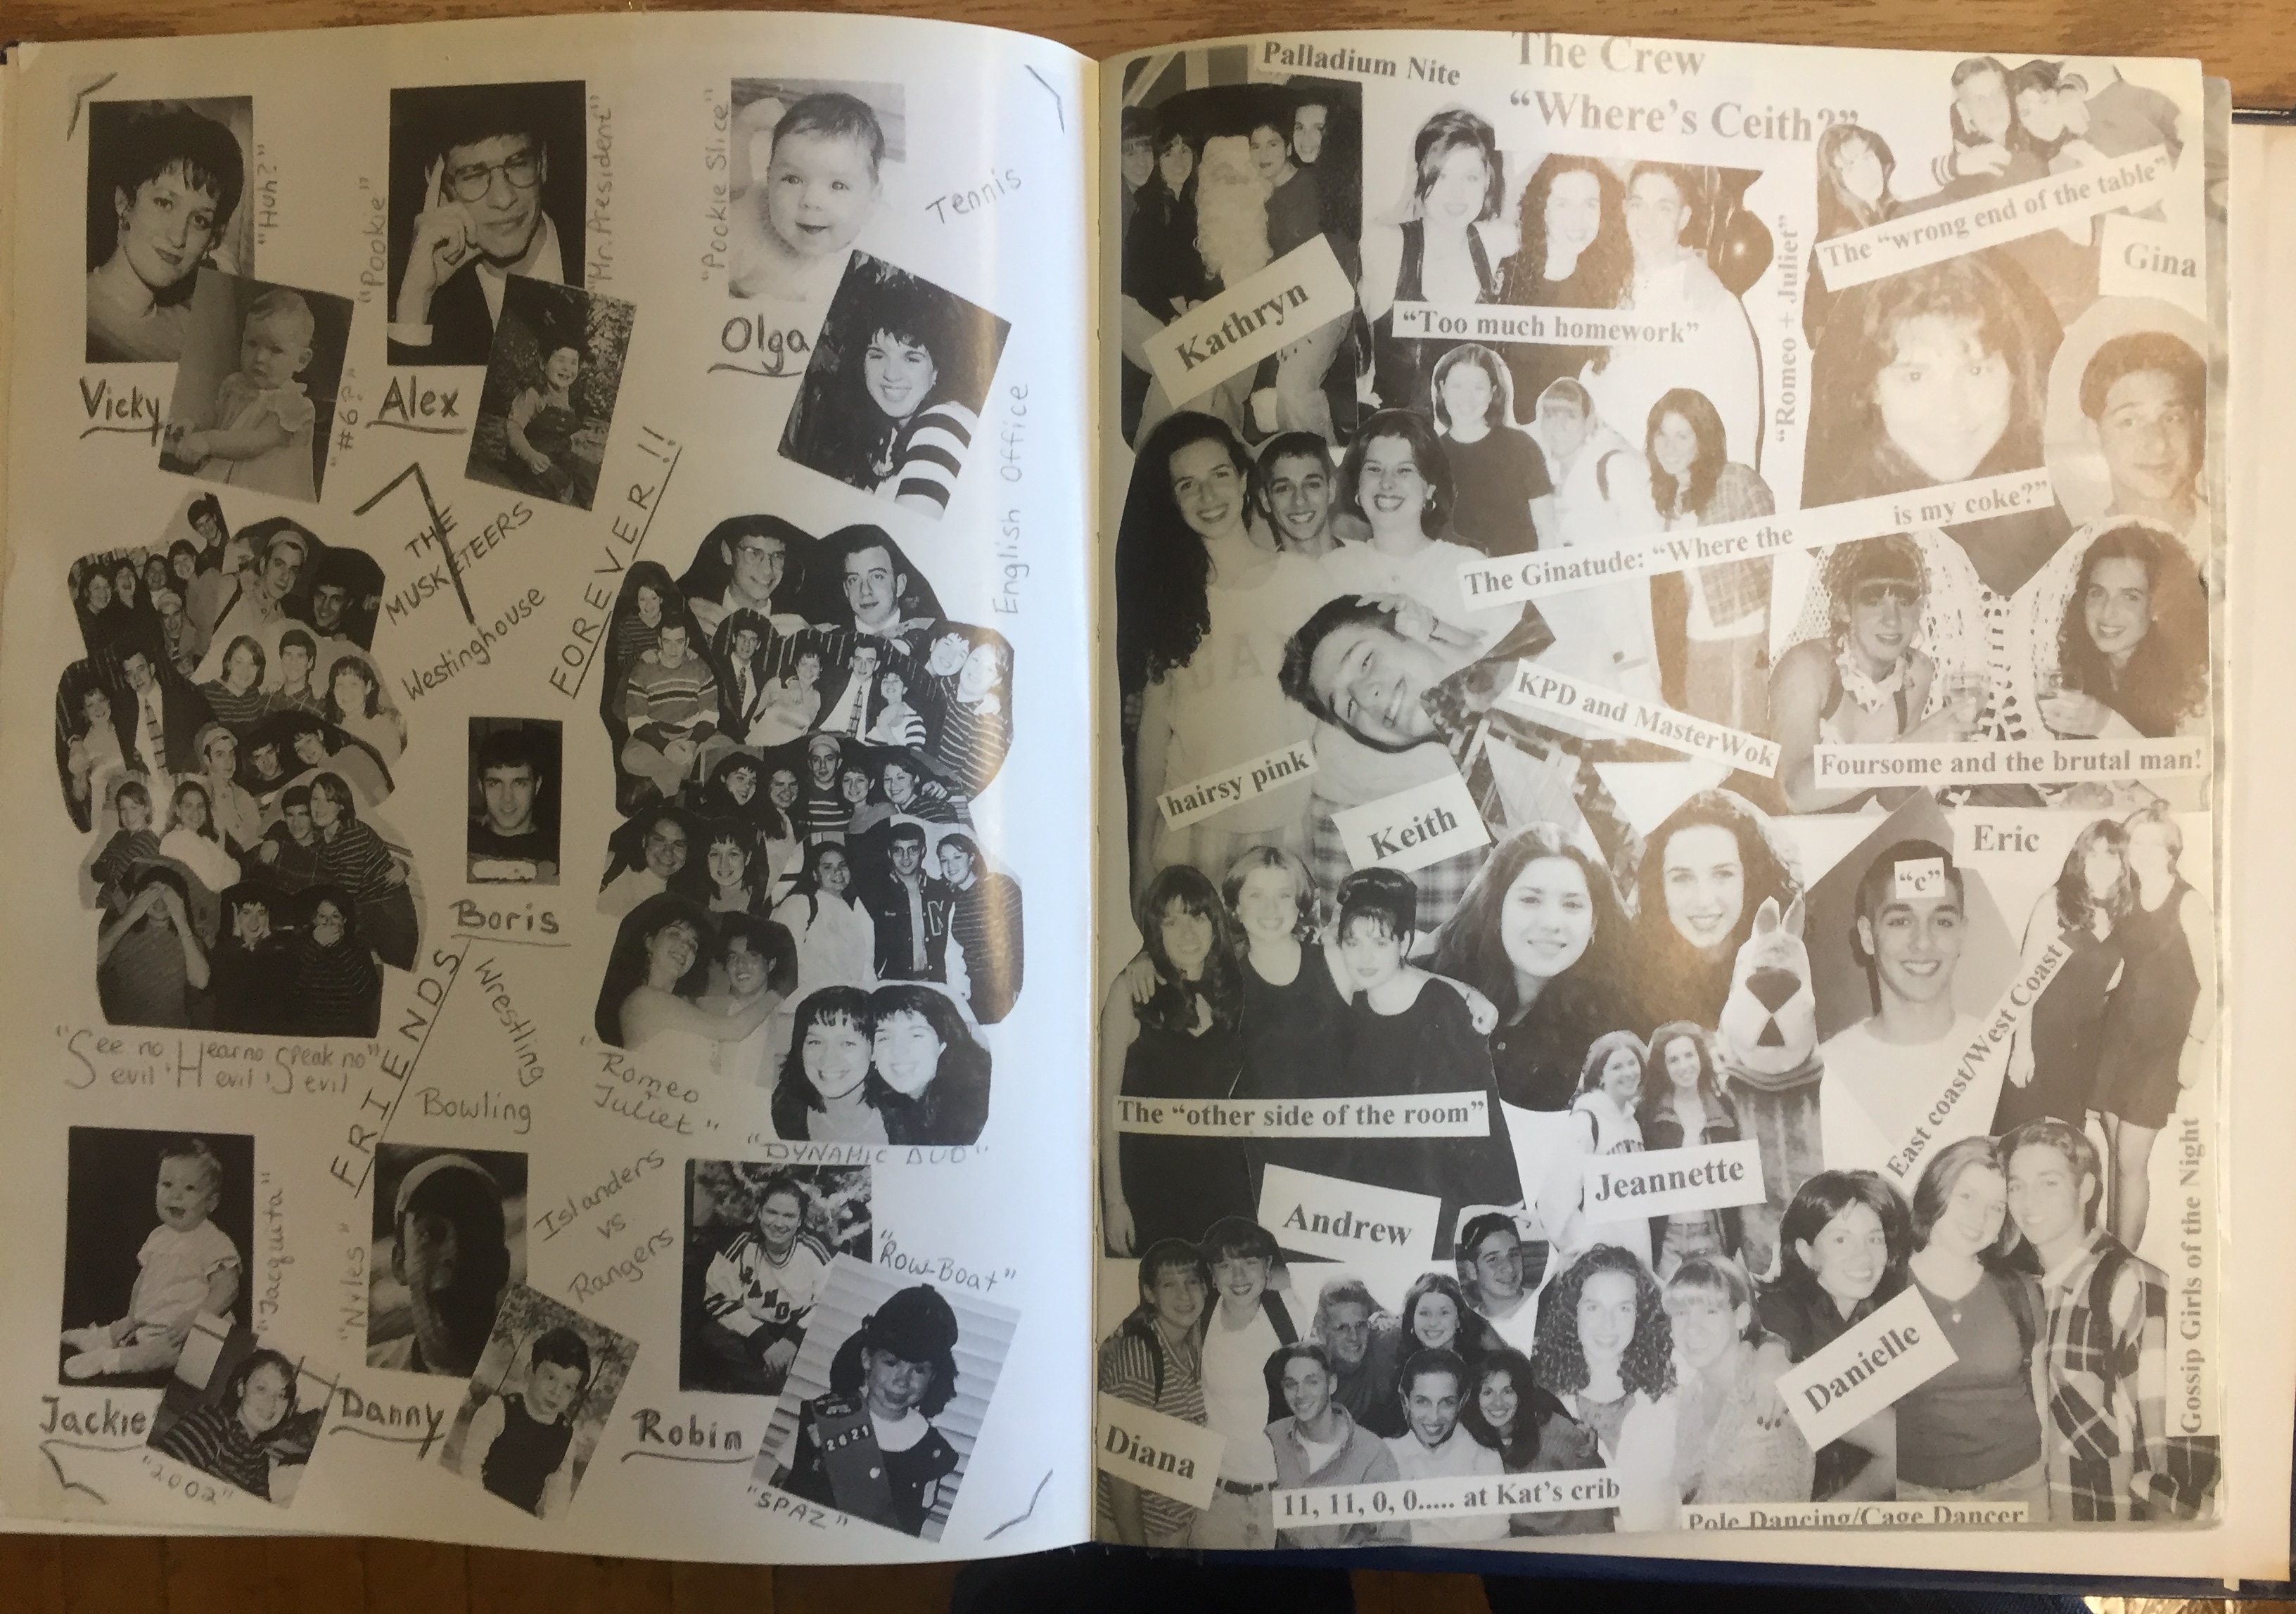 "Huh?"
Vicky
"Pookie"
"#6?"
Alex
"Mr. President"
"Pockie Slice"
Olga
Tennis
English Office
7
THE
MUSKETEERS
Westinghouse
FRIENDS
FOREVER!!
Boris
Wrestling
Bowling
"See no evil, Hear no evil, Speak no evil"
"Romeo
Juliet"
"DYNAMIC DUO"
Islanders
vs.
Rangers
"Jacquta"
Jackie
"2002"
"Nyles"
Danny
RANG
Robin
"ROW-BOAT"
2621
"SPAZ"
N
The Crew
"Where's Ceith?"
Palladium Nite
Kathryn
"Too much homework"
"Romeo + Juliet"
The "wrong end of the table"
Gina
The Ginatude: "Where the is my coke?"
KPD and MasterWok
Foursome and the brutal man!
hairsy pink
Keith
Eric
"c"
East coast/West Coast
The "other side of the room"
Jeannette
Andrew
Danielle
Gossip Girls of the Night
Diana
11, 11, 0, 0..... at Kat's crib
Pole Dancing/Cage Dancer